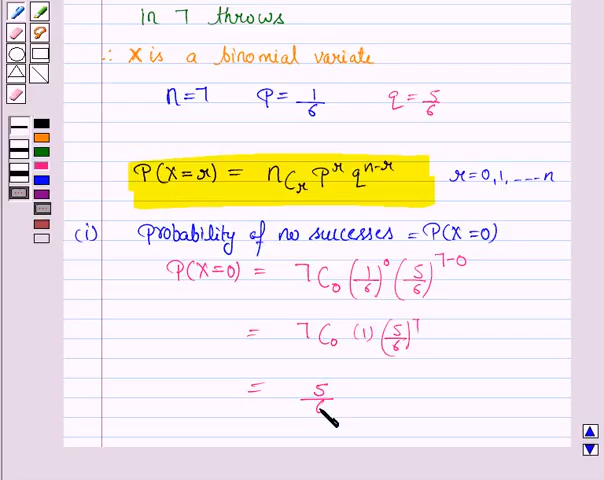 in 7 throws
∴ X is a binomial variate
n=7 P= 1/6 q= 5/6
P(X=r) = nCr P^r q^n-r r=0,1,----n
(i) Probability of no successes = P(X=0)
P(X=0) = 7C0 (1/6)^0 (5/6)^7-0
= 7C0 (1) (5/6)^7
= 5/6